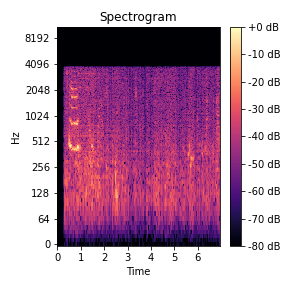 Spectrogram
8192
4096
2048
1024
512
256
128
64
0
Hz
0 1 2 3 4 5 6
Time
+0 dB
-10 dB
-20 dB
-30 dB
-40 dB
-50 dB
-60 dB
-70 dB
-80 dB